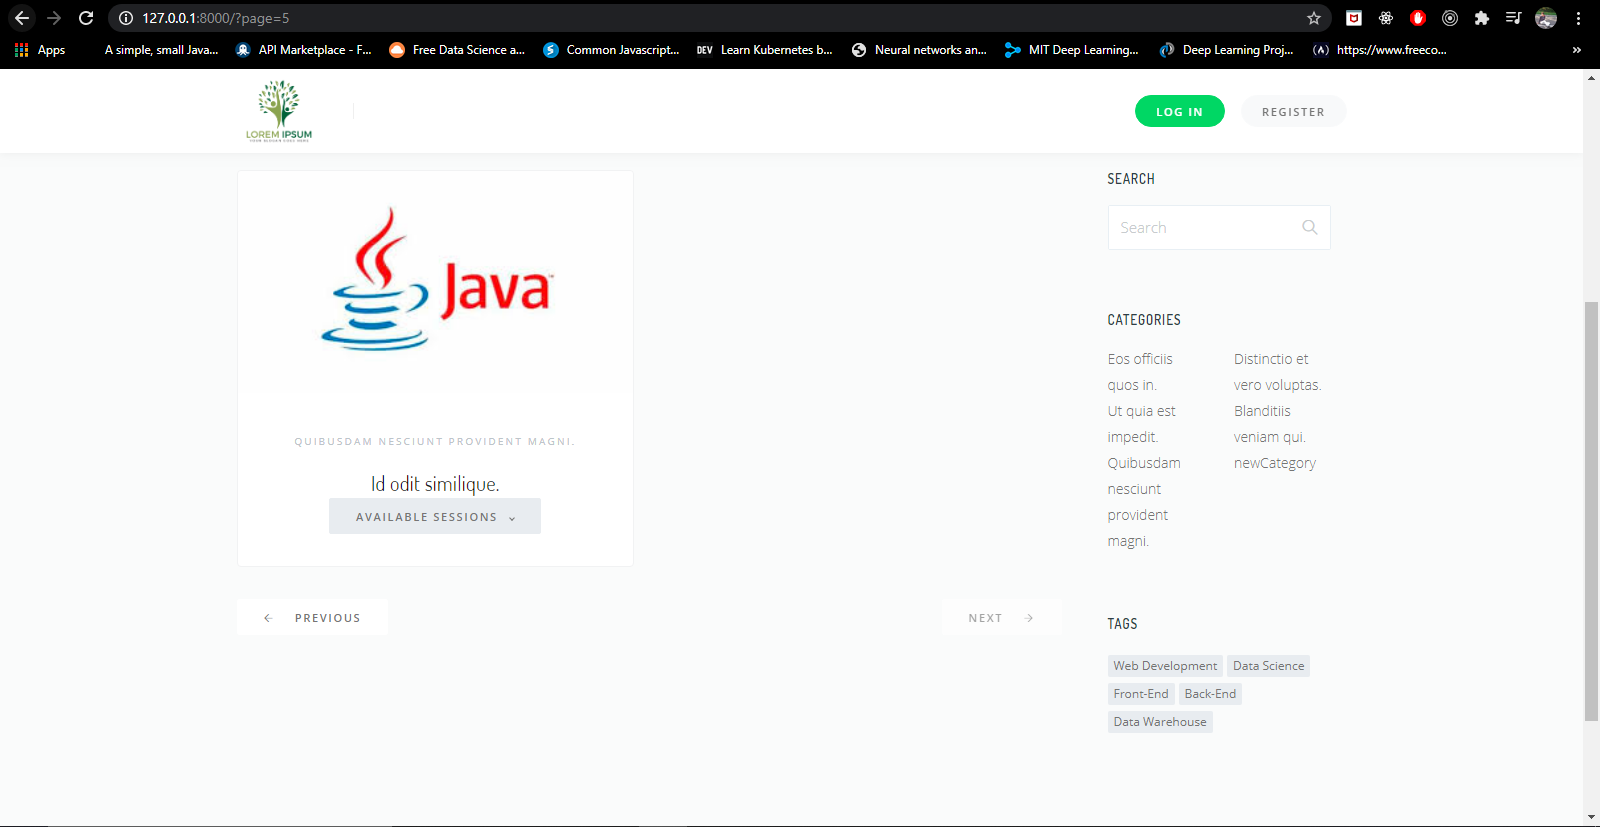 127.0.0.1:8000/?page=5
Apps
A simple, small Java...
API Marketplace - F...
Free Data Science a...
Common Javascript...
DEV
Learn Kubernetes b...
Neural networks an...
MIT Deep Learning...
Deep Learning Proj...
https://www.freeco...
LOREM IPSUM
LOG IN
REGISTER
Java
QUIBUSDAM NESCIUNT PROVIDENT MAGNI.
Id odit similique.
AVAILABLE SESSIONS
PREVIOUS
NEXT
SEARCH
Search
CATEGORIES
Eos officiis
quos in.
Ut quia est
impedit.
Quibusdam
nesciunt
provident
magni.
Distinctio et
vero voluptas.
Blanditiis
veniam qui.
newCategory
TAGS
Web Development
Data Science
Front-End
Back-End
Data Warehouse